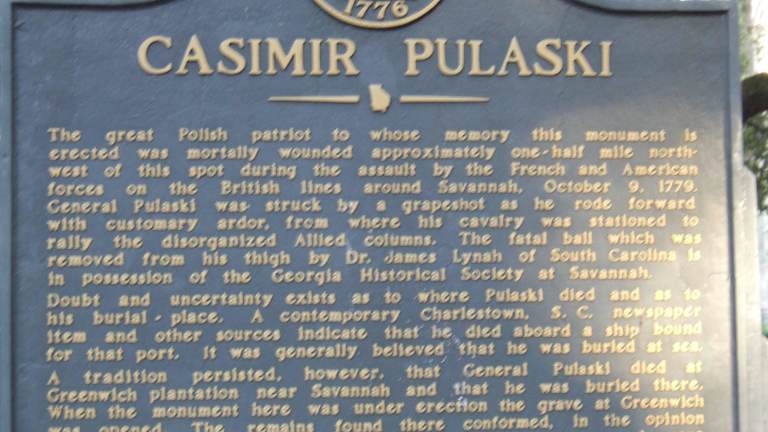 1776
CASIMIR PULASKI
The great Polish patriot to whose memory this monument is
erected was mortally wounded approximately one-half mile north-
west of this spot during the assault by the French and American
forces on the British lines around Savannah, October 9, 1779.
General Pulaski was struck by a grapeshot as he rode forward
with customary ardor, from where his cavalry was stationed to
rally the disorganized Allied columns. The fatal ball which was
removed from his thigh by Dr. James Lynah of South Carolina is
in possession of the Georgia Historical Society at Savannah.
Doubt and uncertainty exists as to where Pulaski died and as to
his burial-place. A contemporary Charlestown, S. C. newspaper
item and other sources indicate that he died aboard a ship bound
for that port. It was generally believed that he was buried at sea.
A tradition persisted, however, that General Pulaski died at
Greenwich plantation near Savannah and that he was buried there.
When the monument here was under erection the grave at Greenwich
was opened. The remains found there conformed, in the opinion